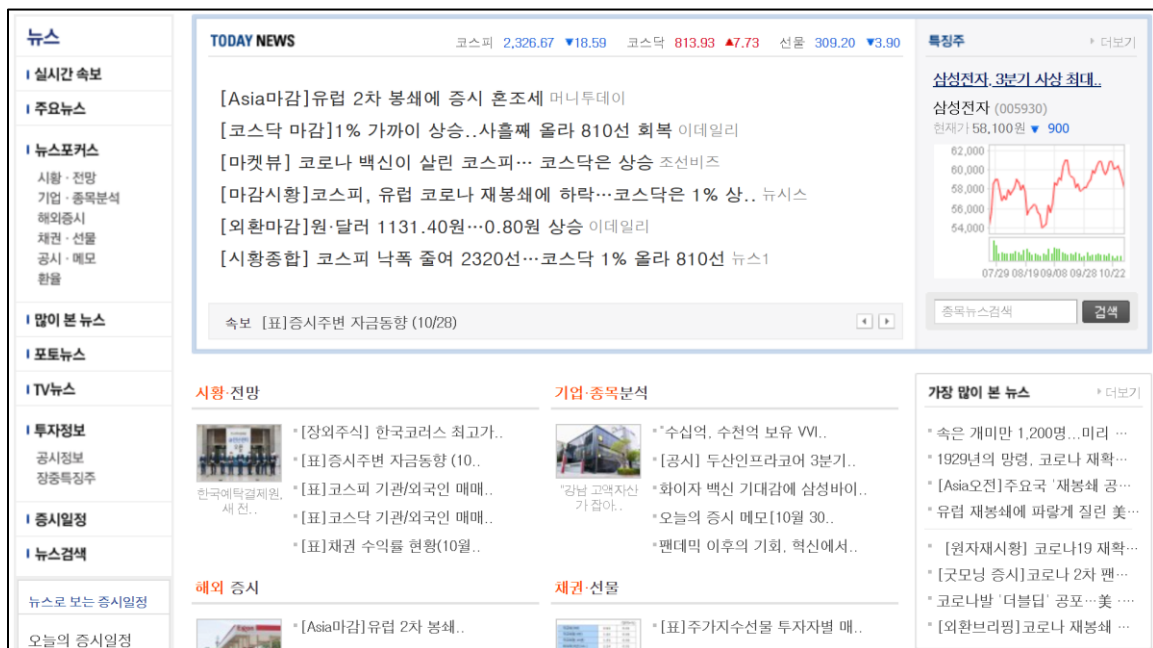 뉴스
실시간 속보
주요뉴스
뉴스포커스
시황·전망
기업·종목분석
해외증시
채권·선물
공시·메모
환율
많이 본 뉴스
포토뉴스
TV뉴스
투자정보
공시정보
장중특징주
증시일정
뉴스검색
뉴스로 보는 증시일정
오늘의 증시일정
TODAY NEWS
코스피 2,326.67 ▼18.59 코스닥 813.93 ▲7.73 선물 309.20 ▼3.90
[Asia마감]유럽 2차 봉쇄에 증시 혼조세 머니투데이
[코스닥 마감]1% 가까이 상승..사흘째 올라 810선 회복 이데일리
[마켓뷰] 코로나 백신이 살린 코스피… 코스닥은 상승 조선비즈
[마감시황]코스피, 유럽 코로나 재봉쇄에 하락…코스닥은 1% 상.. 뉴시스
[외환마감]원·달러 1131.40원…0.80원 상승 이데일리
[시황종합] 코스피 낙폭 줄여 2320선…코스닥 1% 올라 810선 뉴스1
속보 [표]증시주변 자금동향 (10/28)
특징주 더보기
삼성전자, 3분기 사상 최대..
삼성전자 (005930)
현재가 58,100원 ▼ 900
62,000
60,000
58,000
56,000
54,000
07/29 08/19 09/08 09/28 10/22
종목뉴스검색 검색
시황·전망
한국예탁결제원,
새 전..
[장외주식] 한국코러스 최고가..
[표]증시주변 자금동향 (10..
[표]코스피 기관/외국인 매매..
[표]코스닥 기관/외국인 매매..
[표]채권 수익률 현황(10월..
기업·종목분석
"강남 고액자산
가 잡아..
"수십억, 수천억 보유 VVI..
[공시] 두산인프라코어 3분기..
화이자 백신 기대감에 삼성바이..
오늘의 증시 메모[10월 30..
팬데믹 이후의 기회, 혁신에서..
해외 증시
[Asia마감]유럽 2차 봉쇄..
채권·선물
[표]주가지수선물 투자자별 매..
가장 많이 본 뉴스 더보기
속은 개미만 1,200명...미리 …
1929년의 망령, 코로나 재확…
[Asia오전]주요국 '재봉쇄 공…
유럽 재봉쇄에 파랗게 질린 美…
[원자재시황] 코로나19 재확…
[굿모닝 증시]코로나 2차 팬…
코로나발 '더블딥' 공포…美 …
[외환브리핑]코로나 재봉쇄 …